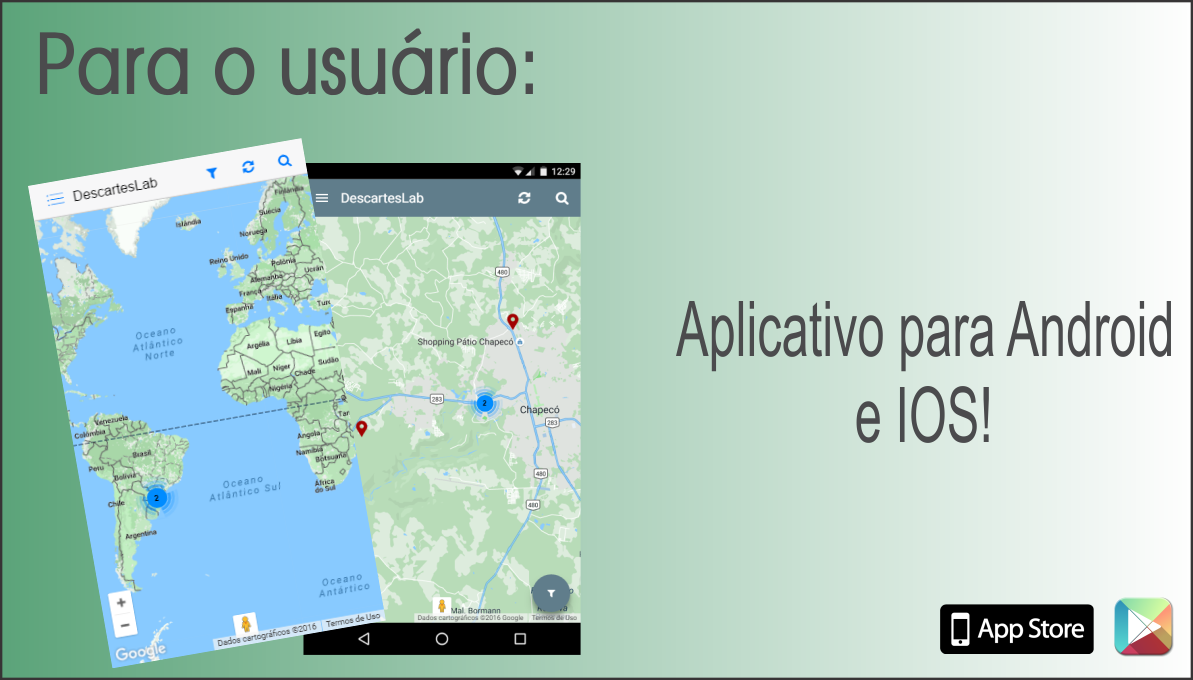 Para o usuário:
DescartesLab
Finlândia
Suécia
Islândia
Noruega
Reino Unido
Polônia
Alemanha
Ucrân
França
Itália
Espanha
Tur
Oceano
Atlântico
Norte
Argélia
Líbia
Egito
Mali
Níger
Chade
Sudão
Nigéria
Venezuela
Colômbia
Tan
Peru
Brasil
Angola
Bolívia
Namíbia
Botsuana
Chile
2
Oceano
Atlântico Sul
África
do Sul
Argentina
Oceano
Antártico
+
−
Google
Dados cartográficos ©2016
Termos de Uso
12:29
DescartesLab
480
Shopping Pátio Chapecó
283
2
Chapecó
283
480
480
Mal. Bormann
Dados cartográficos ©2016 Google
Termos de Uso
Aplicativo para Android
e IOS!
App Store